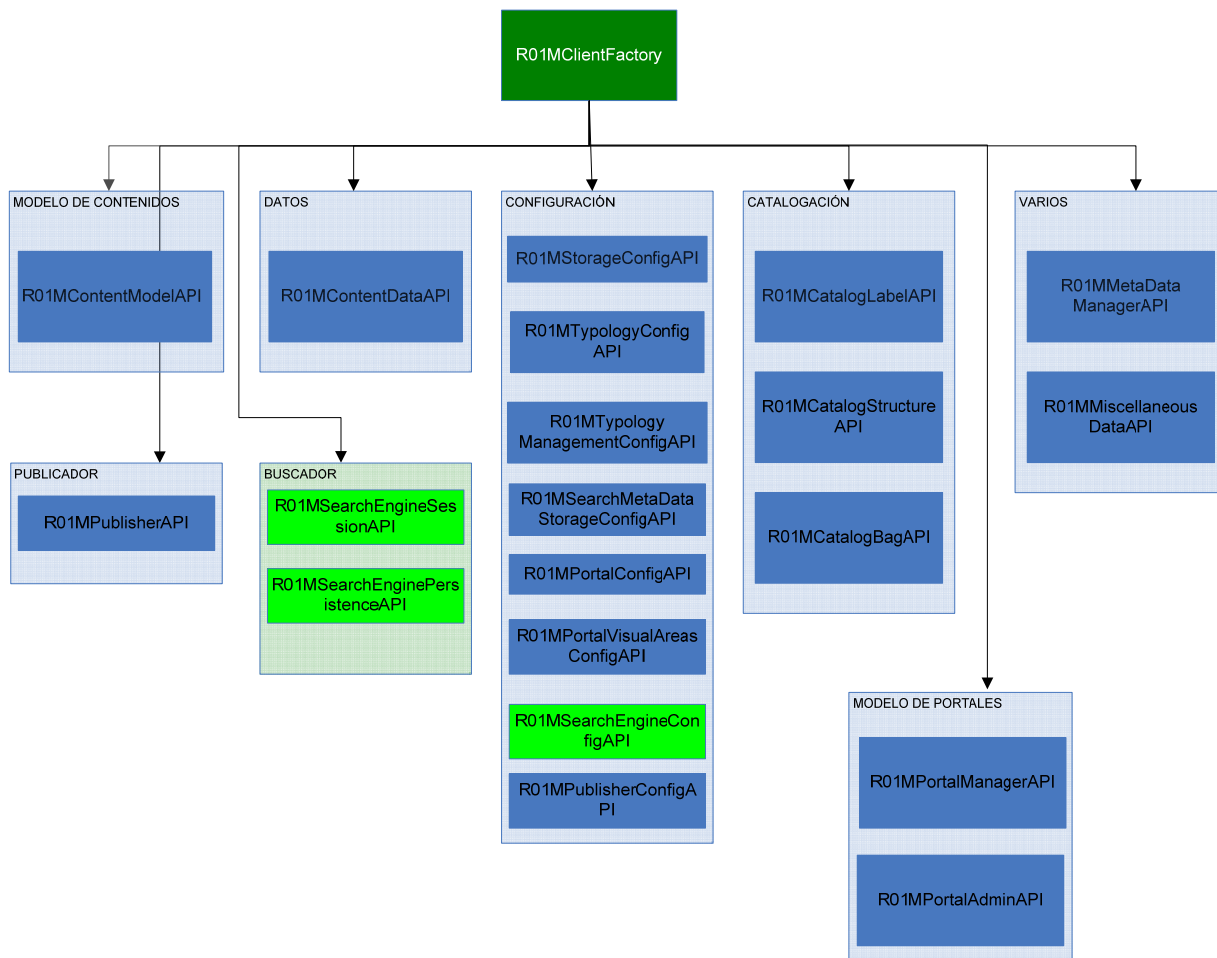 R01MClientFactory
MODELO DE CONTENIDOS
R01MContentModelAPI
DATOS
R01MContentDataAPI
CONFIGURACIÓN
R01MStorageConfigAPI
R01MTypologyConfig
API
R01MTypology
ManagementConfigAPI
R01MSearchMetaData
StorageConfigAPI
R01MPortalConfigAPI
R01MPortalVisualAreas
ConfigAPI
R01MSearchEngineCon
figAPI
R01MPublisherConfigA
PI
CATALOGACIÓN
R01MCatalogLabelAPI
R01MCatalogStructure
API
R01MCatalogBagAPI
VARIOS
R01MMetaData
ManagerAPI
R01MMiscellaneous
DataAPI
PUBLICADOR
R01MPublisherAPI
BUSCADOR
R01MSearchEngineSes
sionAPI
R01MSearchEnginePers
istenceAPI
MODELO DE PORTALES
R01MPortalManagerAPI
R01MPortalAdminAPI